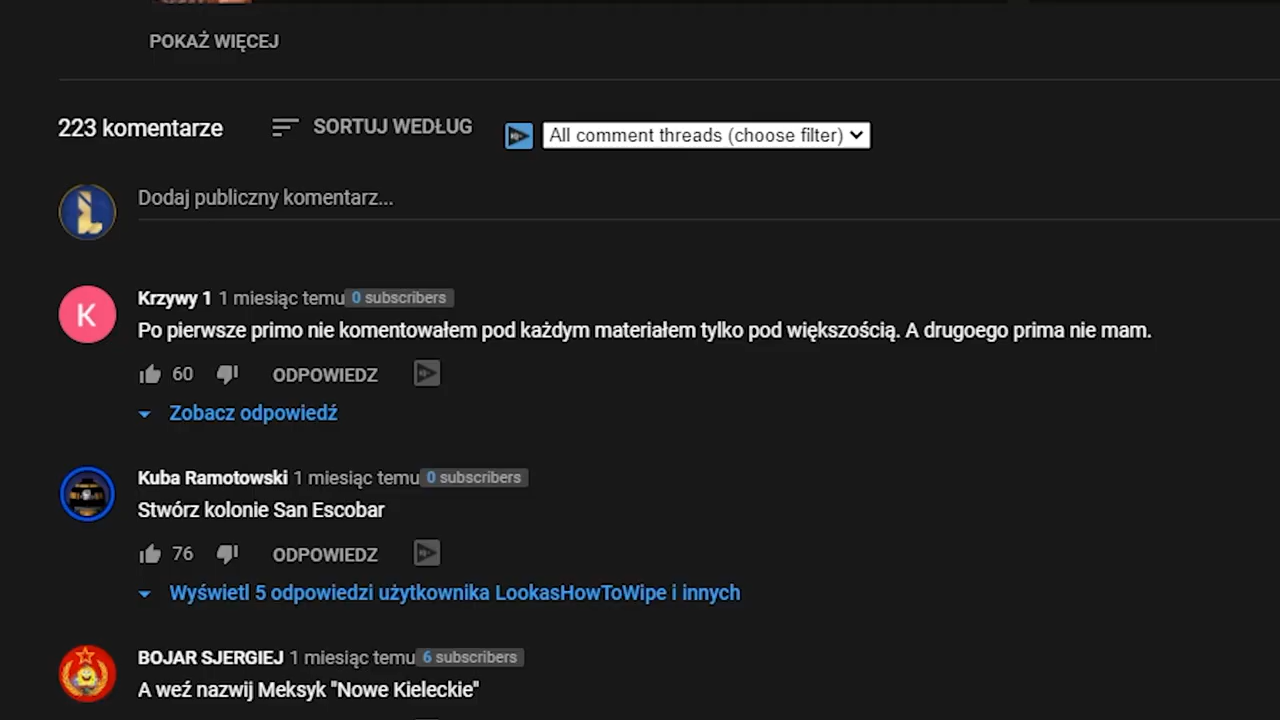 POKAŻ WIĘCEJ
223 komentarze
SORTUJ WEDŁUG
All comment threads (choose filter)
Dodaj publiczny komentarz...
K
Krzywy 1 1 miesiąc temu 0 subscribers
Po pierwsze primo nie komentowałem pod każdym materiałem tylko pod większością. A drugoego prima nie mam.
60 ODPOWIEDZ
Zobacz odpowiedź
Kuba Ramotowski 1 miesiąc temu 0 subscribers
Stwórz kolonie San Escobar
76 ODPOWIEDZ
Wyświetl 5 odpowiedzi użytkownika LookasHowToWipe i innych
BOJAR SJERGIEJ 1 miesiąc temu 6 subscribers
A weź nazwij Meksyk "Nowe Kieleckie"